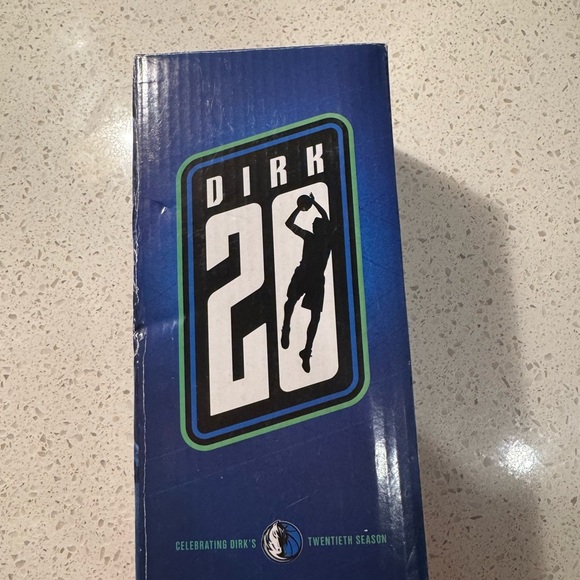 DIRK
20
CELEBRATING DIRK'S TWENTIETH SEASON